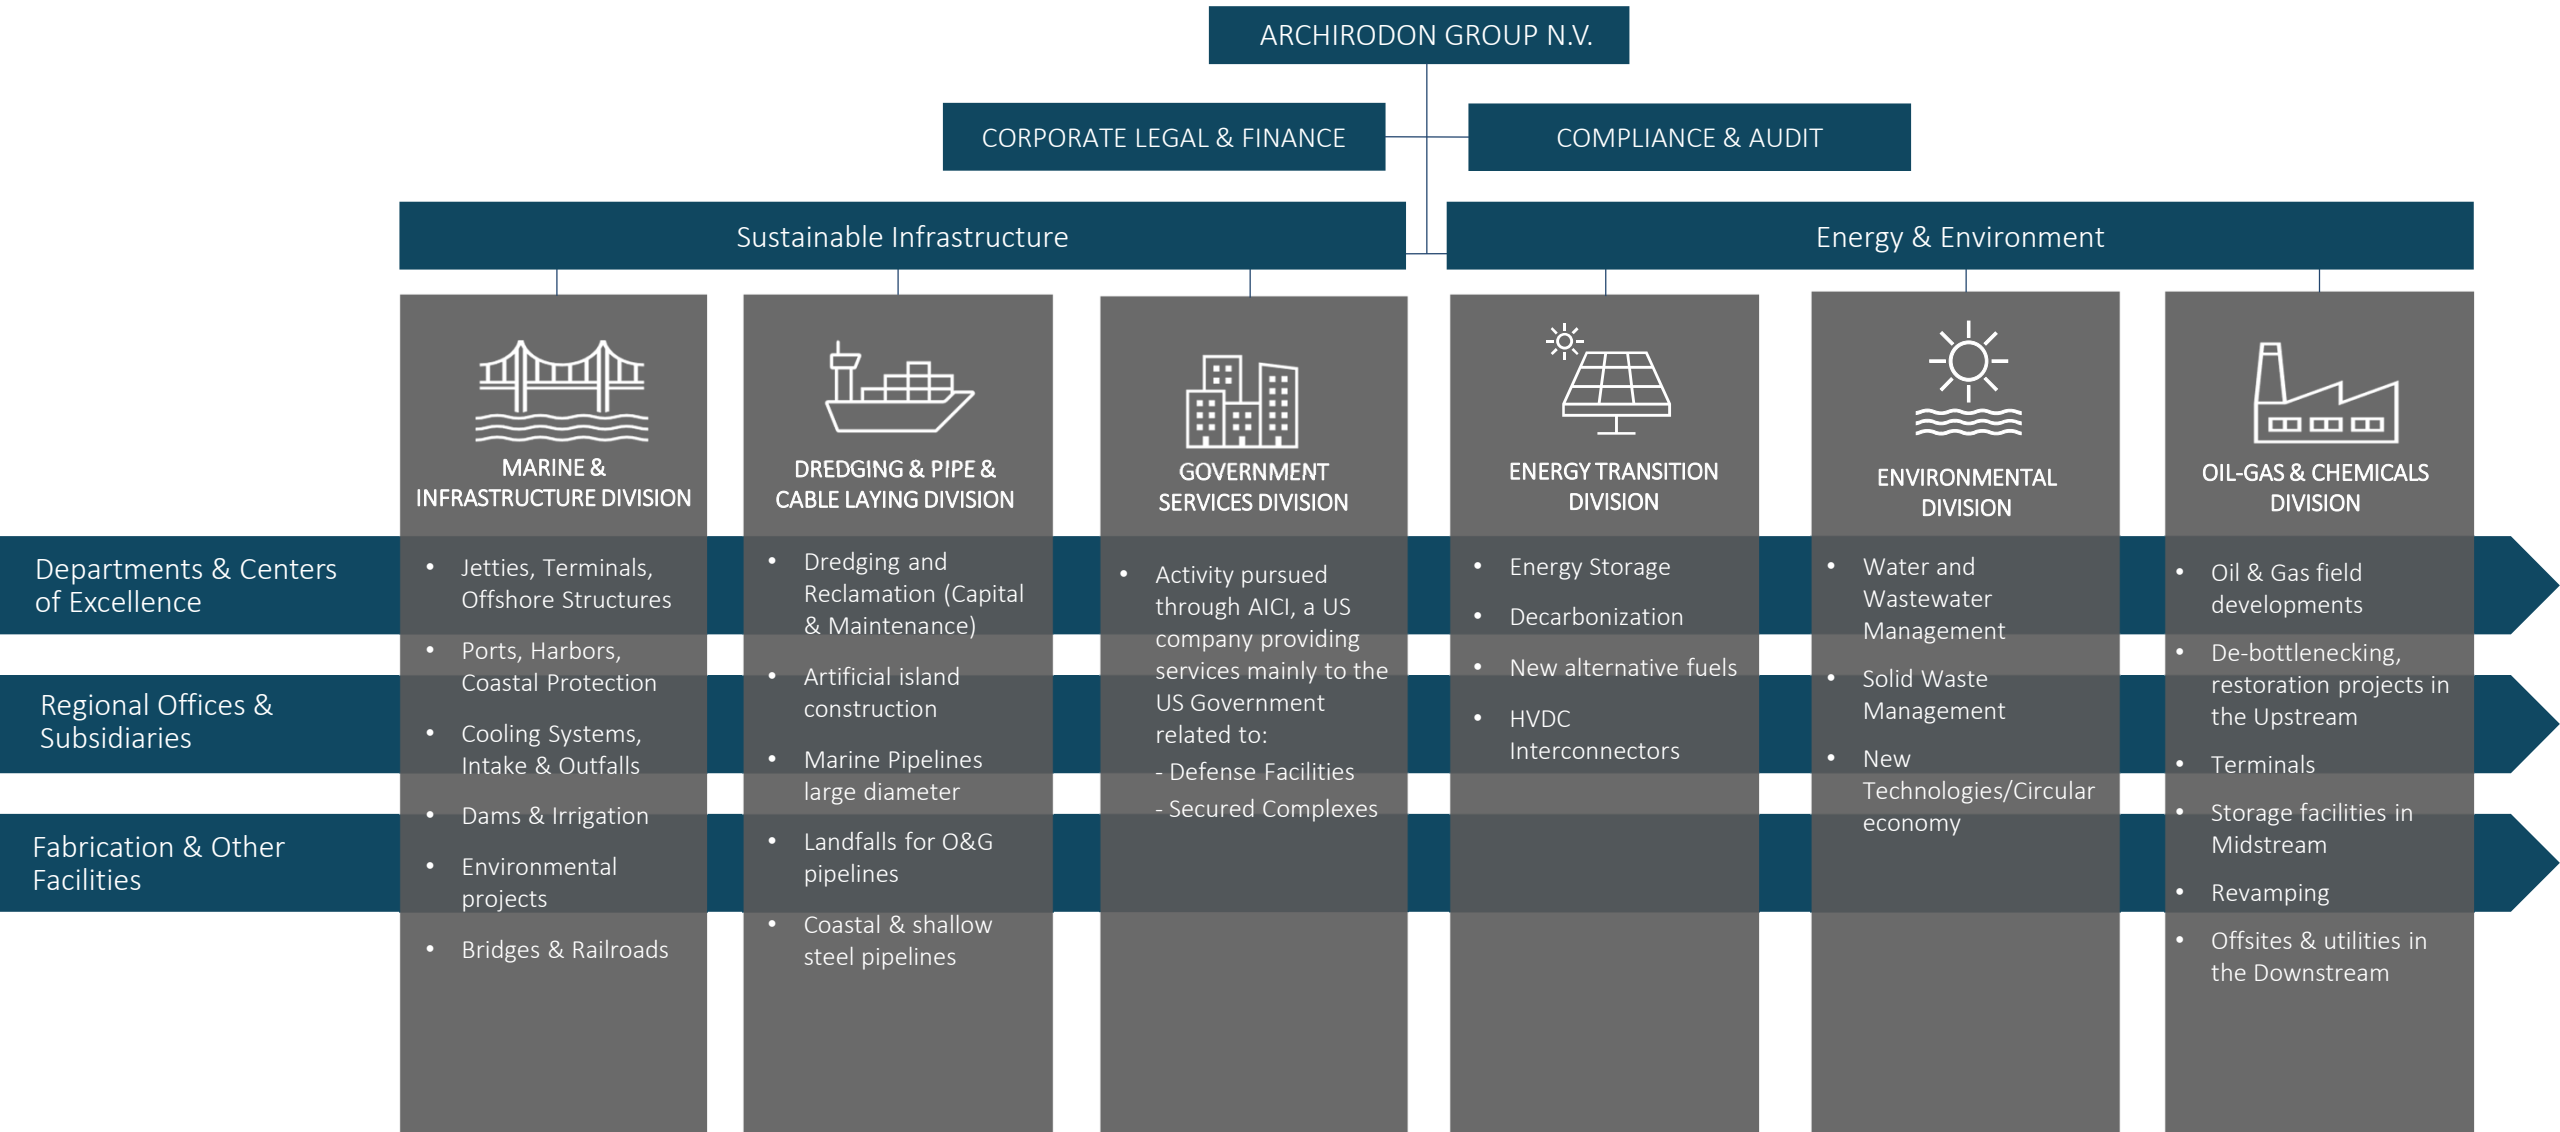 ARCHIRODON GROUP N.V.
CORPORATE LEGAL & FINANCE
COMPLIANCE & AUDIT
Sustainable Infrastructure
Energy & Environment
MARINE &
INFRASTRUCTURE DIVISION
• Jetties, Terminals,
Offshore Structures
• Ports, Harbors,
Coastal Protection
• Cooling Systems,
Intake & Outfalls
• Dams & Irrigation
• Environmental
projects
• Bridges & Railroads
DREDGING & PIPE &
CABLE LAYING DIVISION
• Dredging and
Reclamation (Capital
& Maintenance)
• Artificial island
construction
• Marine Pipelines
large diameter
• Landfalls for O&G
pipelines
• Coastal & shallow
steel pipelines
GOVERNMENT
SERVICES DIVISION
• Activity pursued
through AICI, a US
company providing
services mainly to the
US Government
related to:
- Defense Facilities
- Secured Complexes
ENERGY TRANSITION
DIVISION
• Energy Storage
• Decarbonization
• New alternative fuels
• HVDC
Interconnectors
ENVIRONMENTAL
DIVISION
• Water and
Wastewater
Management
• Solid Waste
Management
• New
Technologies/Circular
economy
OIL-GAS & CHEMICALS
DIVISION
• Oil & Gas field
developments
• De-bottlenecking,
restoration projects in
the Upstream
• Terminals
• Storage facilities in
Midstream
• Revamping
• Offsites & utilities in
the Downstream
Departments & Centers
of Excellence
Regional Offices &
Subsidiaries
Fabrication & Other
Facilities